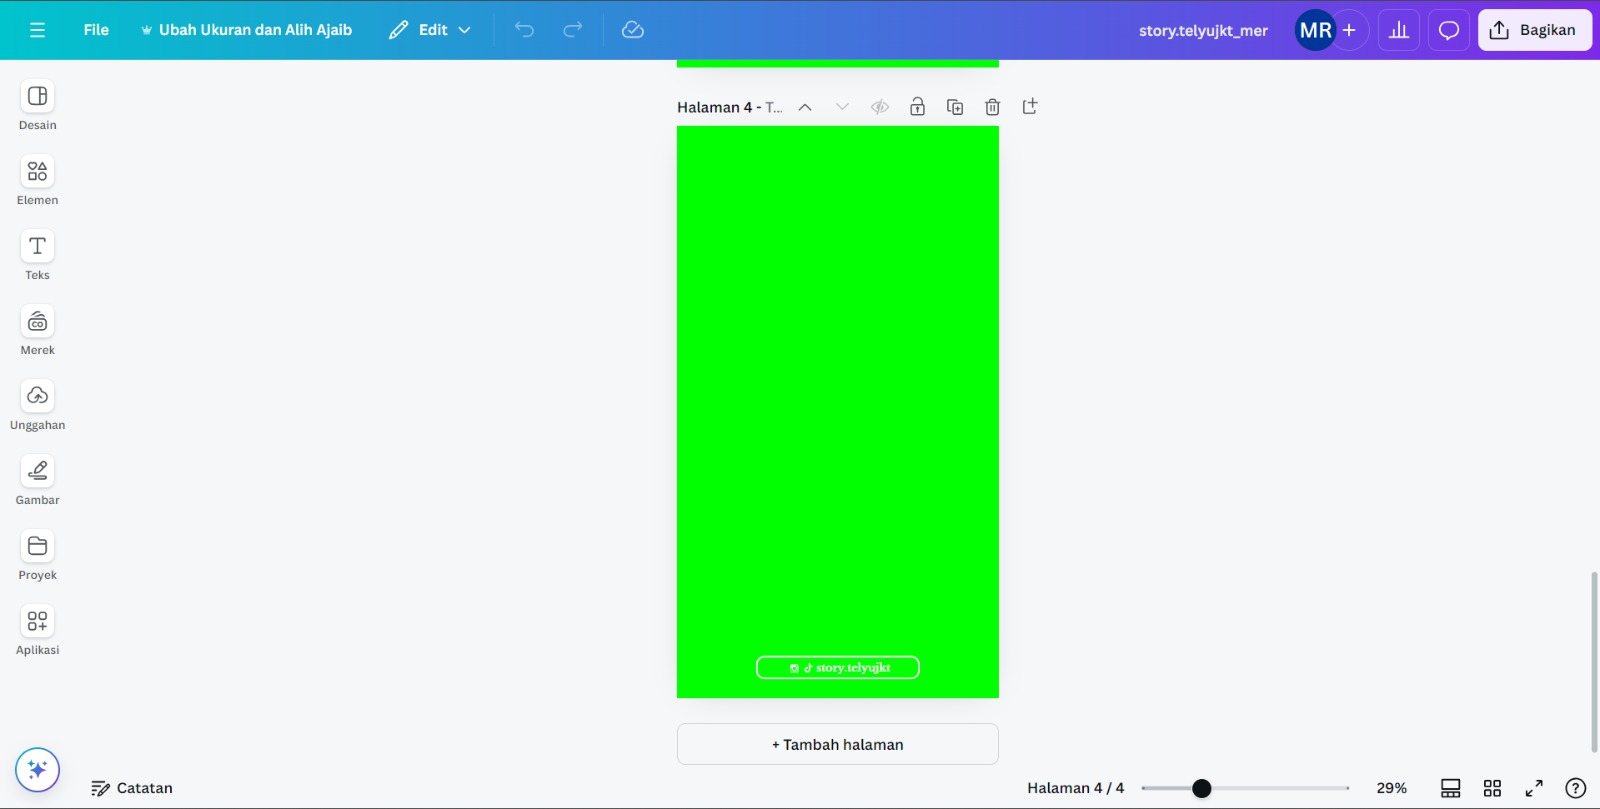 File
Ubah Ukuran dan Alih Ajaib
Edit
story.telyujkt_mer
MR
Bagikan
Desain
Elemen
Teks
Merek
CO
Unggahan
Gambar
Proyek
Aplikasi
Halaman 4 - T...
story.telyujkt
+ Tambah halaman
Catatan
Halaman 4 / 4
29%